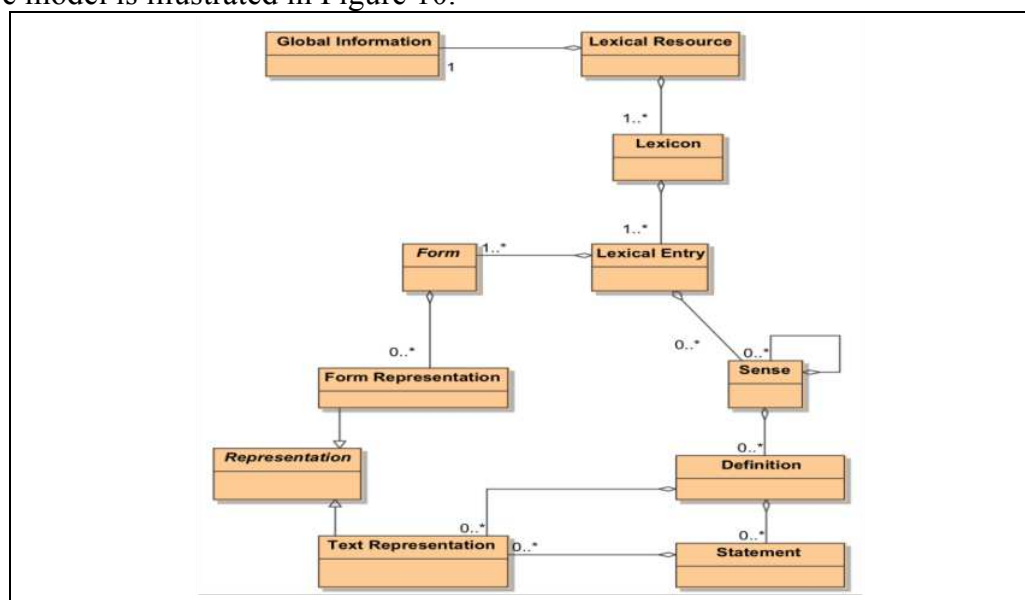 e model is illustrated in Figure 10.
Global Information
Lexical Resource
1
1..*
Lexicon
1..*
Form
1..*
Lexical Entry
0..*
0..*
0..*
Form Representation
Sense
Representation
0..*
Definition
0..*
0..*
Text Representation
0..*
Statement